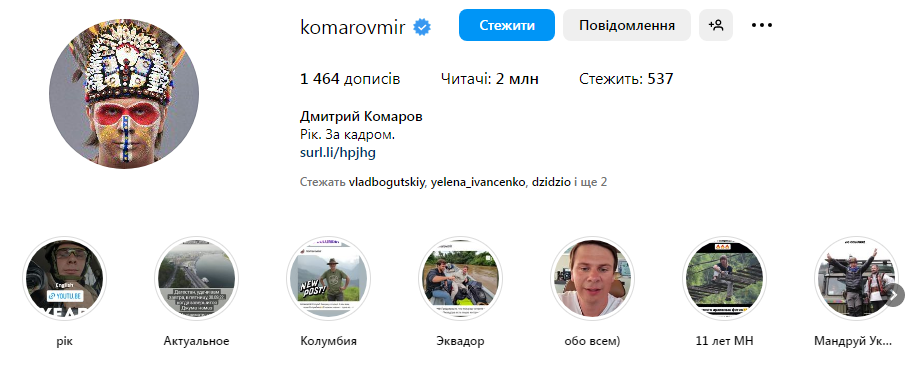 komarovmir
Стежити
Повідомлення
1 464 дописів
Читачі: 2 млн
Стежить: 537
Дмитрий Комаров
Рік. За кадром.
surl.li/hpjhg
Стежать vladbogutskiy, yelena_ivancenko, dzidzio і ще 2
English
YOUTU.BE
NEW
POST!
рік
Актуальное
Колумбия
Эквадор
обо всем)
11 лет МН
Мандруй Ук...